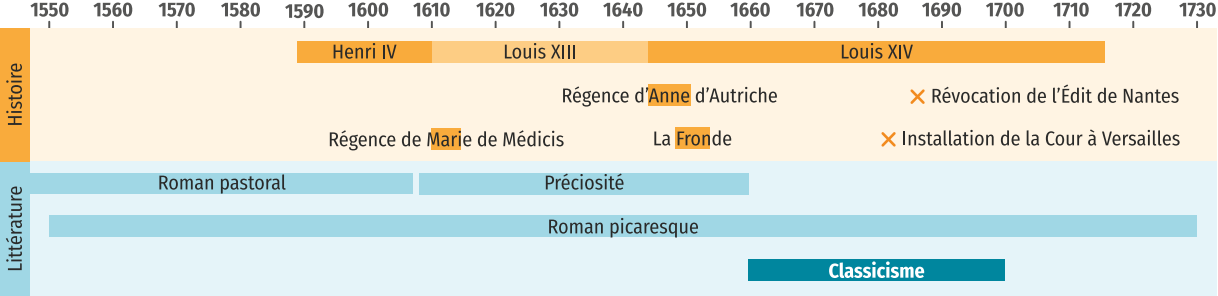 1550 1560 1570 1580 1590 1600 1610 1620 1630 1640 1650 1660 1670 1680 1690 1700 1710 1720 1730
Histoire
Henri IV Louis XIII Louis XIV
Régence d'Anne d'Autriche × Révocation de l'Édit de Nantes
Régence de Marie de Médicis La Fronde × Installation de la Cour à Versailles
Littérature
Roman pastoral Préciosité
Roman picaresque
Classicisme